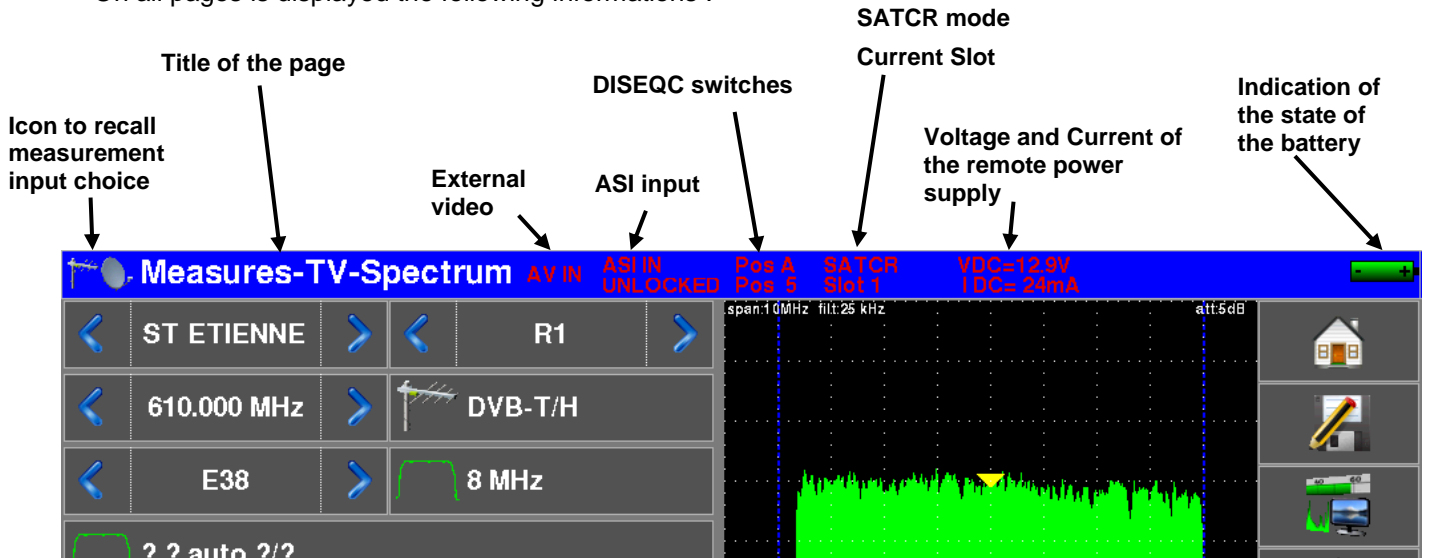 On all pages is displayed the following informations :
SATCR mode
Current Slot
Title of the page
DISEQC switches
Indication of
the state of
the battery
Icon to recall
measurement
input choice
Voltage and Current of
the remote power
supply
External
video
ASI input
Measures-TV-Spectrum AV IN
ASI IN
UNLOCKED
Pos A
Pos 5
SATCR
Slot 1
VDC=12.9V
I DC= 24mA
- +
ST ETIENNE
R1
span:10MHz filt:25 kHz att:5dB
610.000 MHz
DVB-T/H
E38
8 MHz
40 60
? ? auto ?/?